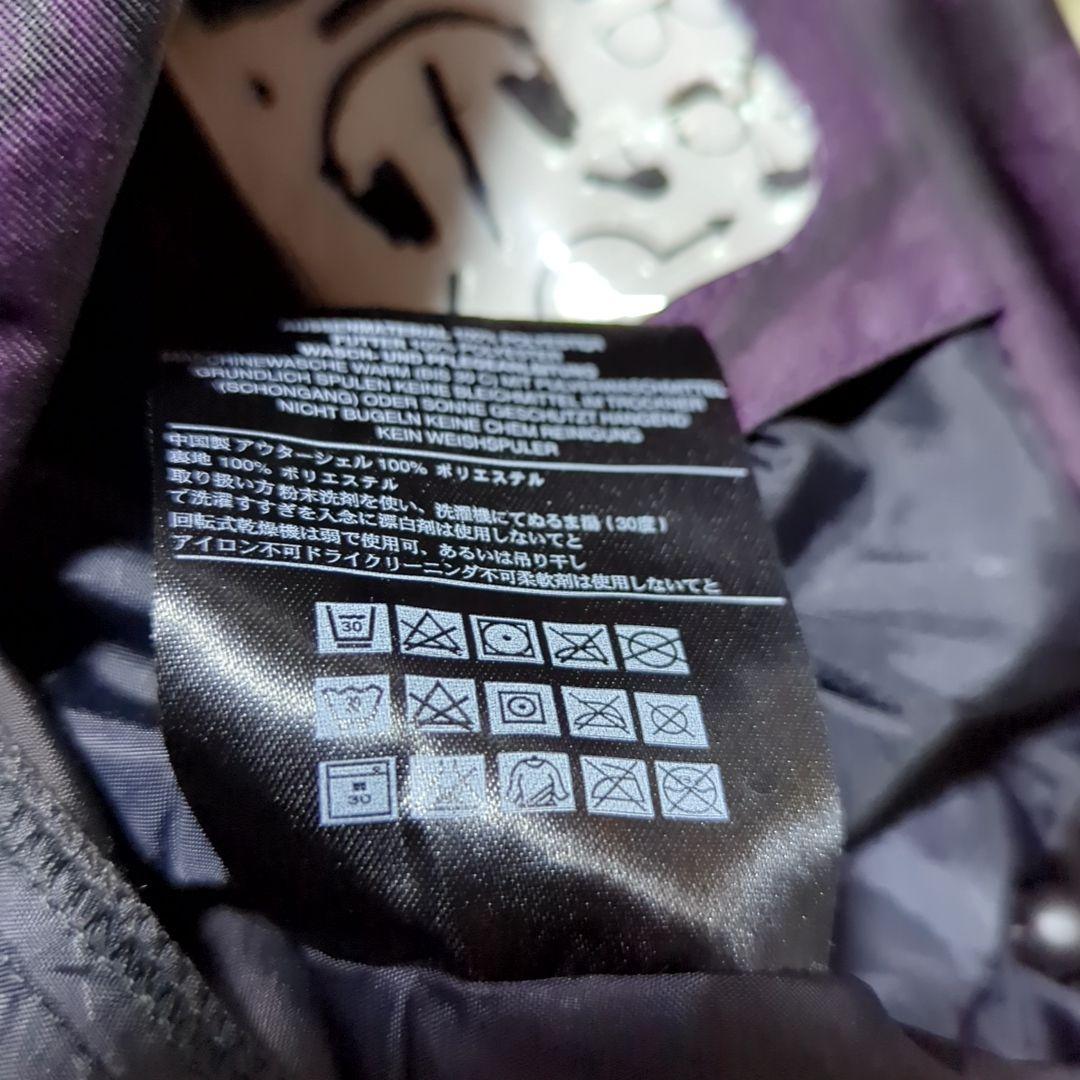 AUSSENMATERIAL 100% POLYESTER
FUTTER 100% POLYESTER
WASCH- UND
MASCHINEWASCHE WARM (BIS 30 C) MIT
GRUNDLICH SPULEN KEINE BLEICHMITTEL IM TROCKNER
(SCHONGANG) ODER SONNE GESCHUTZT HANGEND
NICHT BUGELN KEINE CHEM REINIGUNG
KEIN WEISHSPULER
中国製 アウターシェル 100% ポリエステル
裏地 100% ポリエステル
取り扱い方 粉末洗剤を使い、洗濯機にてぬるま湯 (30度)
て洗濯すすぎを入念に漂白剤は使用しないてと
回転式乾燥機は弱で使用可、あるいは吊り干し
アイロン不可ドライクリーニンダ不可柔軟剤は使用しないてと
30
30